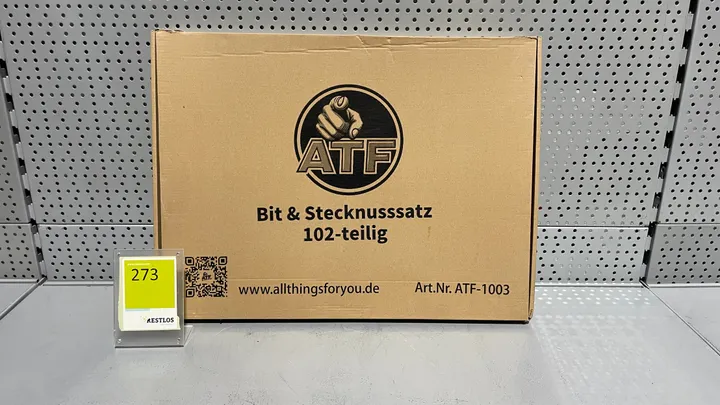 ATF
Bit & Stecknusssatz
102-teilig
www.allthingsforyou.de
Art.Nr. ATF-1003
273
RESTLOS